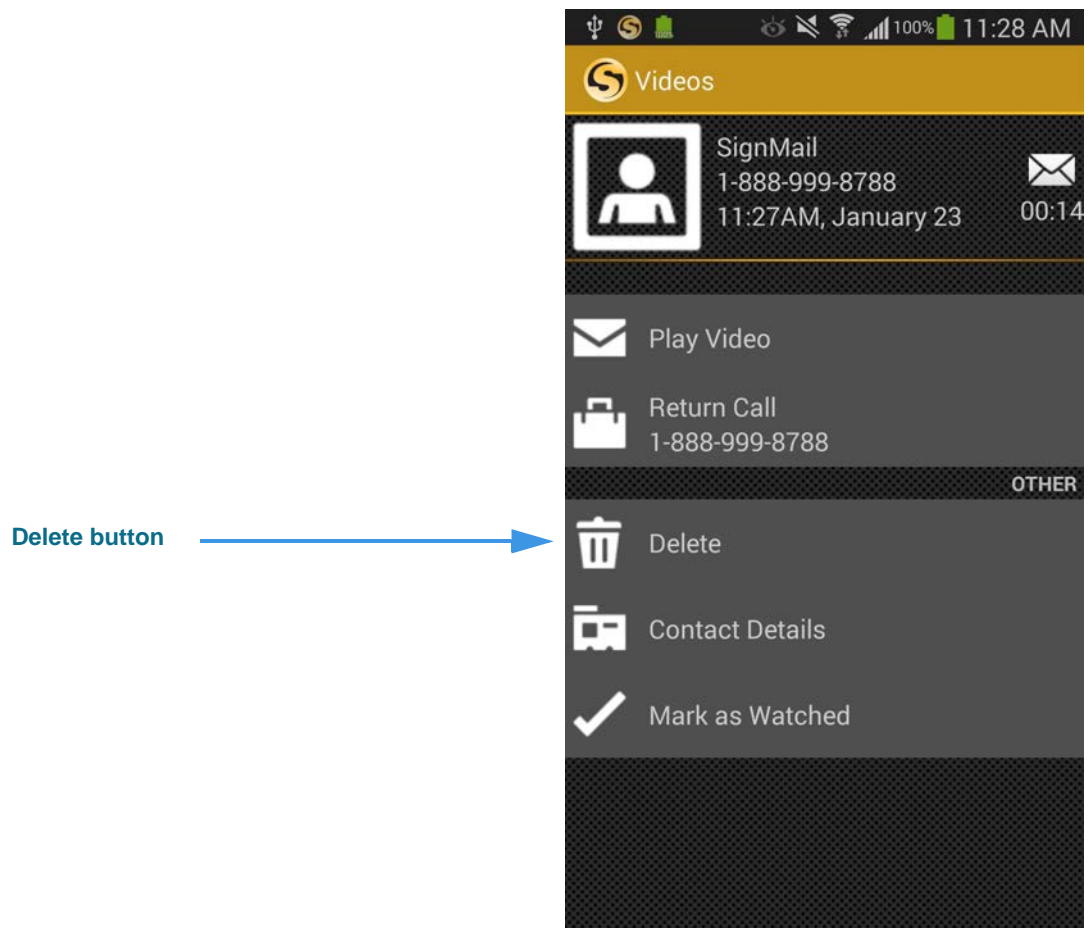 100% 11:28 AM
Videos
SignMail
1-888-999-8788
11:27AM, January 23
00:14
Play Video
Return Call
1-888-999-8788
OTHER
Delete button
Delete
Contact Details
Mark as Watched